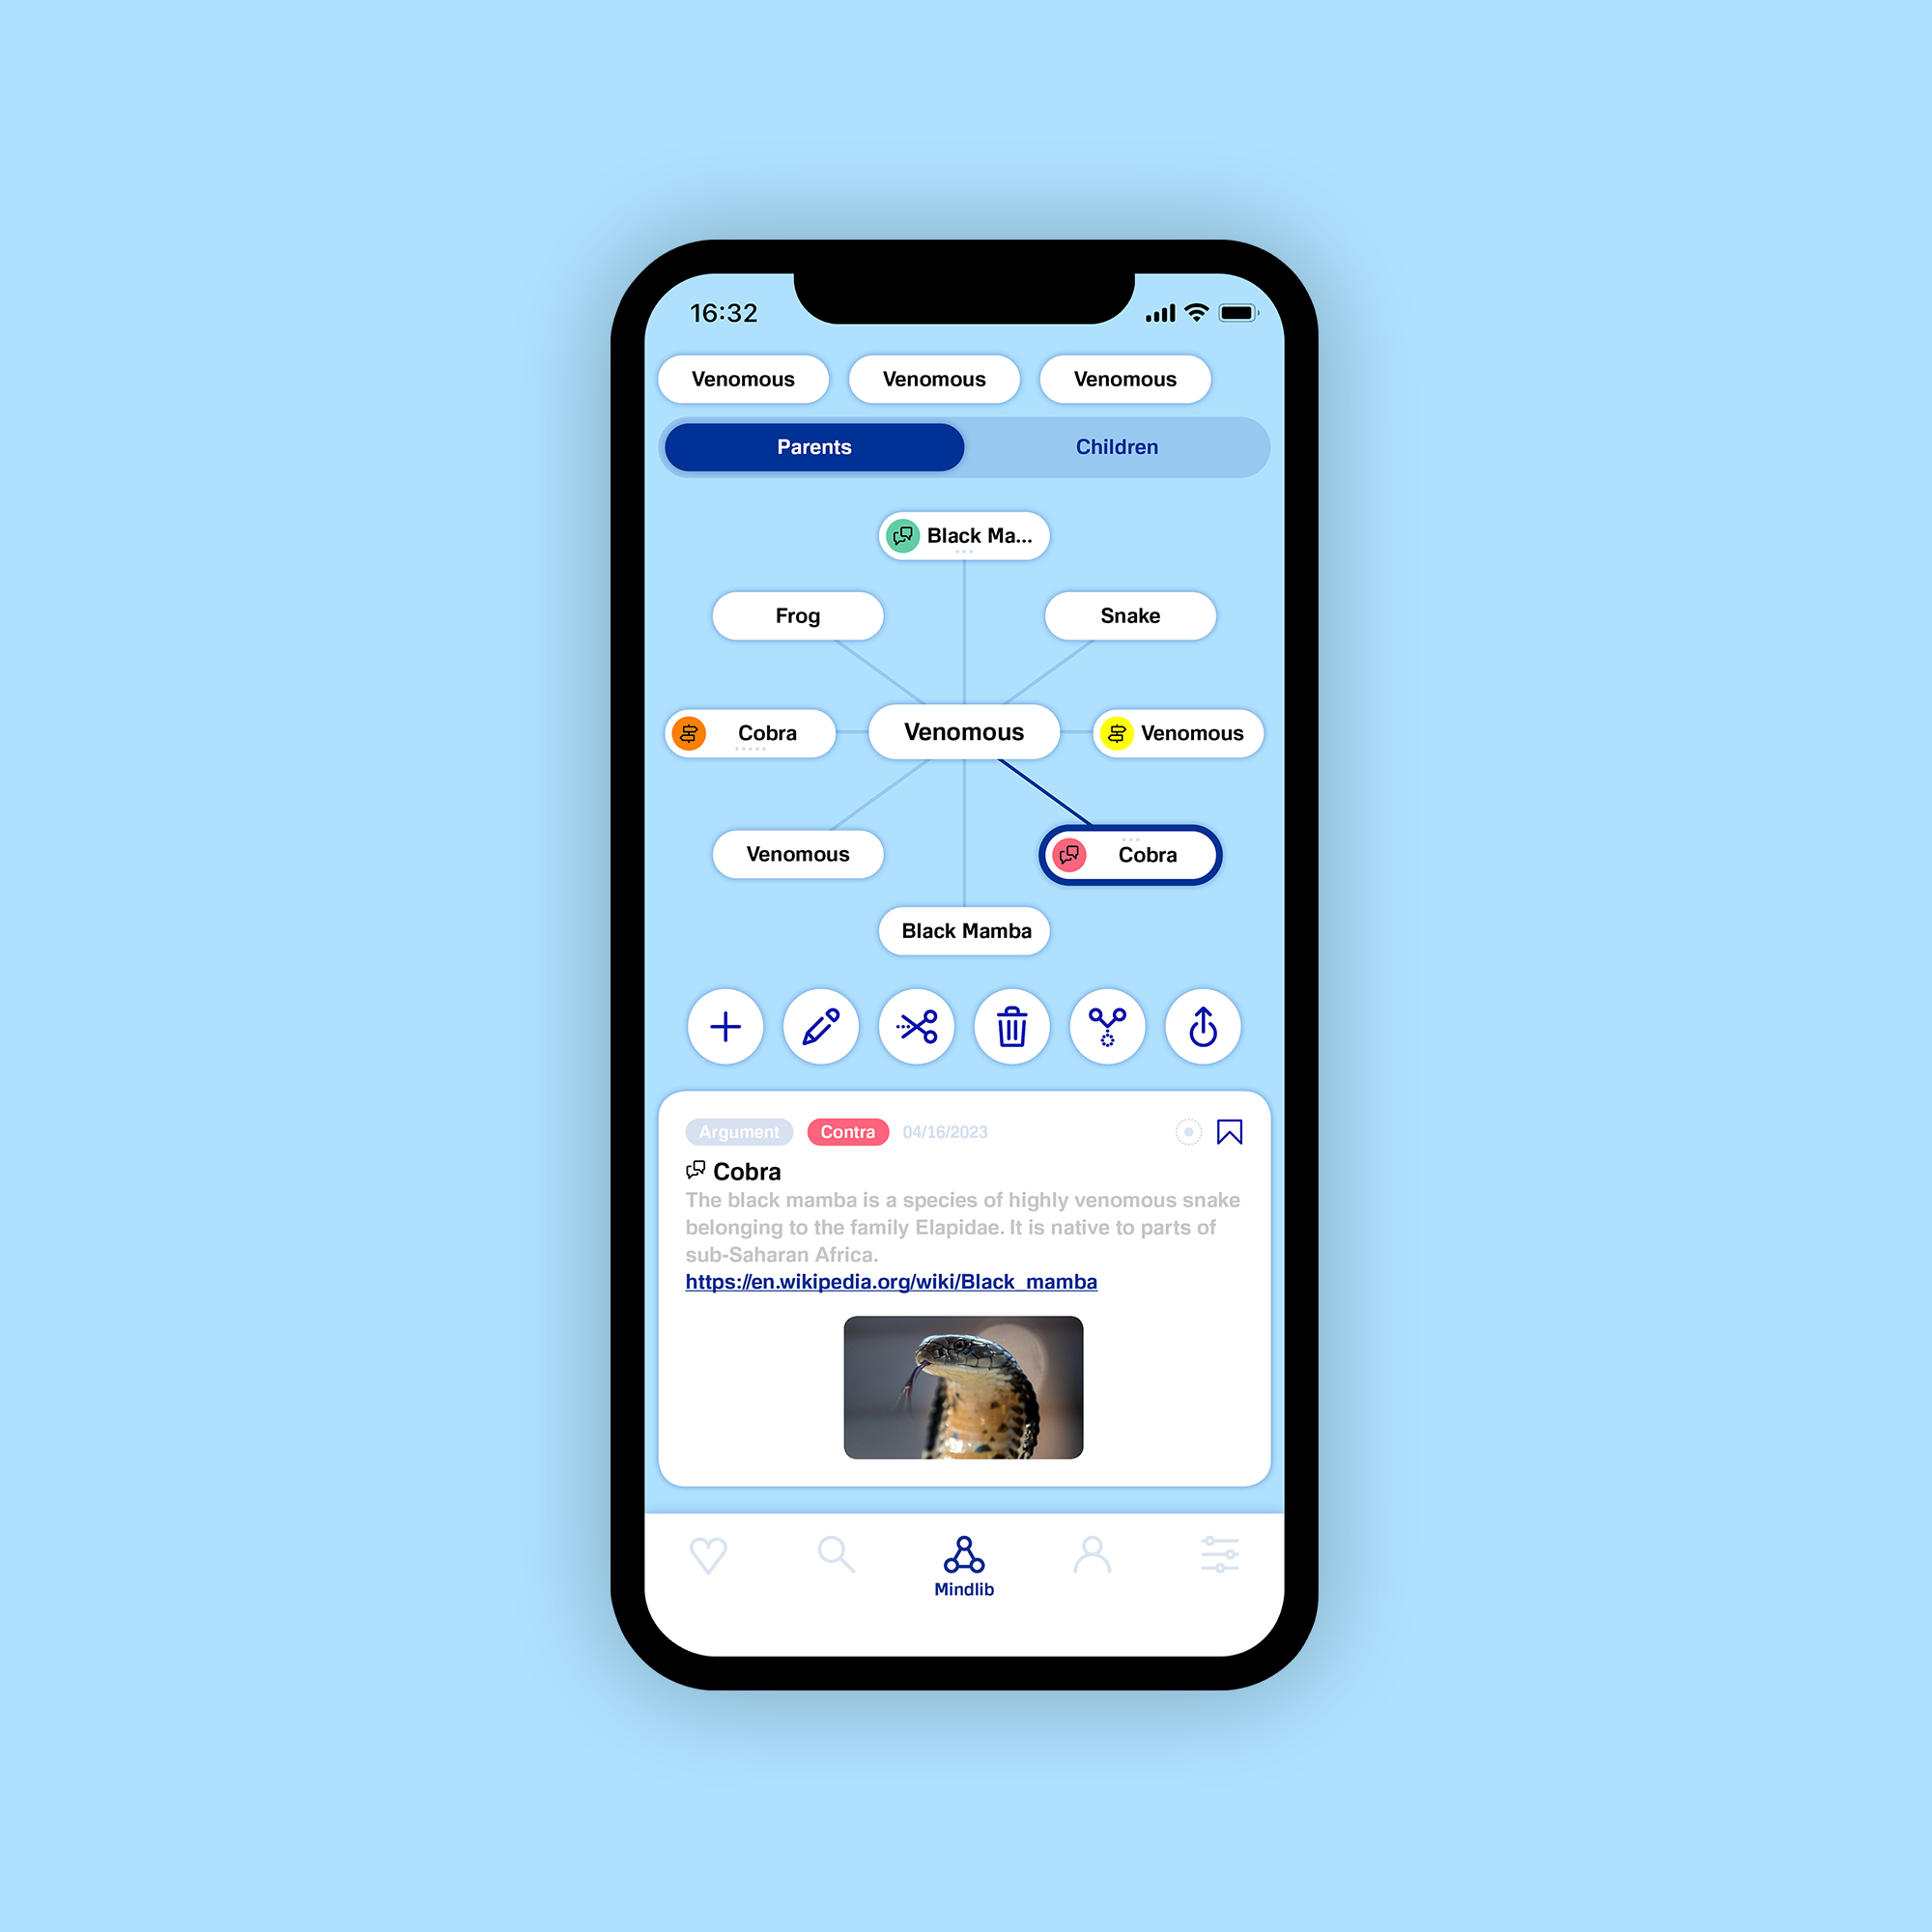 16:32
Venomous Venomous Venomous
Parents Children
Black Ma...
Frog Snake
Cobra Venomous Venomous
Venomous Cobra
Black Mamba
Argument Contra 04/16/2023
Cobra
The black mamba is a species of highly venomous snake
belonging to the family Elapidae. It is native to parts of
sub-Saharan Africa.
https://en.wikipedia.org/wiki/Black_mamba
Mindlib